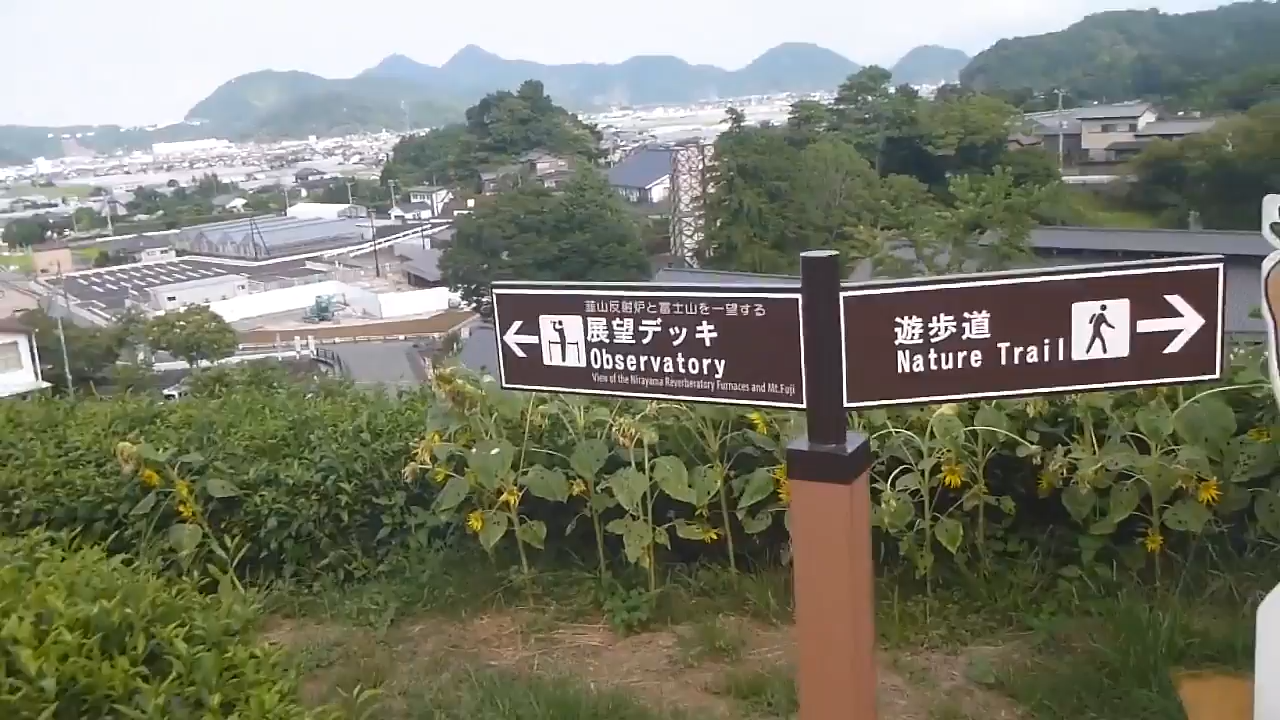 韮山反射炉と富士山を一望する
展望デッキ
Observatory
View of the Nirayama Reverberatory Furnaces and Mt.Fuji
遊歩道
Nature Trail